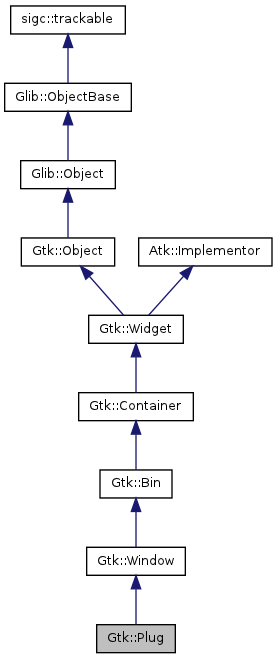 sigc::trackable
Glib::ObjectBase
Glib::Object
Gtk::Object
Atk::Implementor
Gtk::Widget
Gtk::Container
Gtk::Bin
Gtk::Window
Gtk::Plug